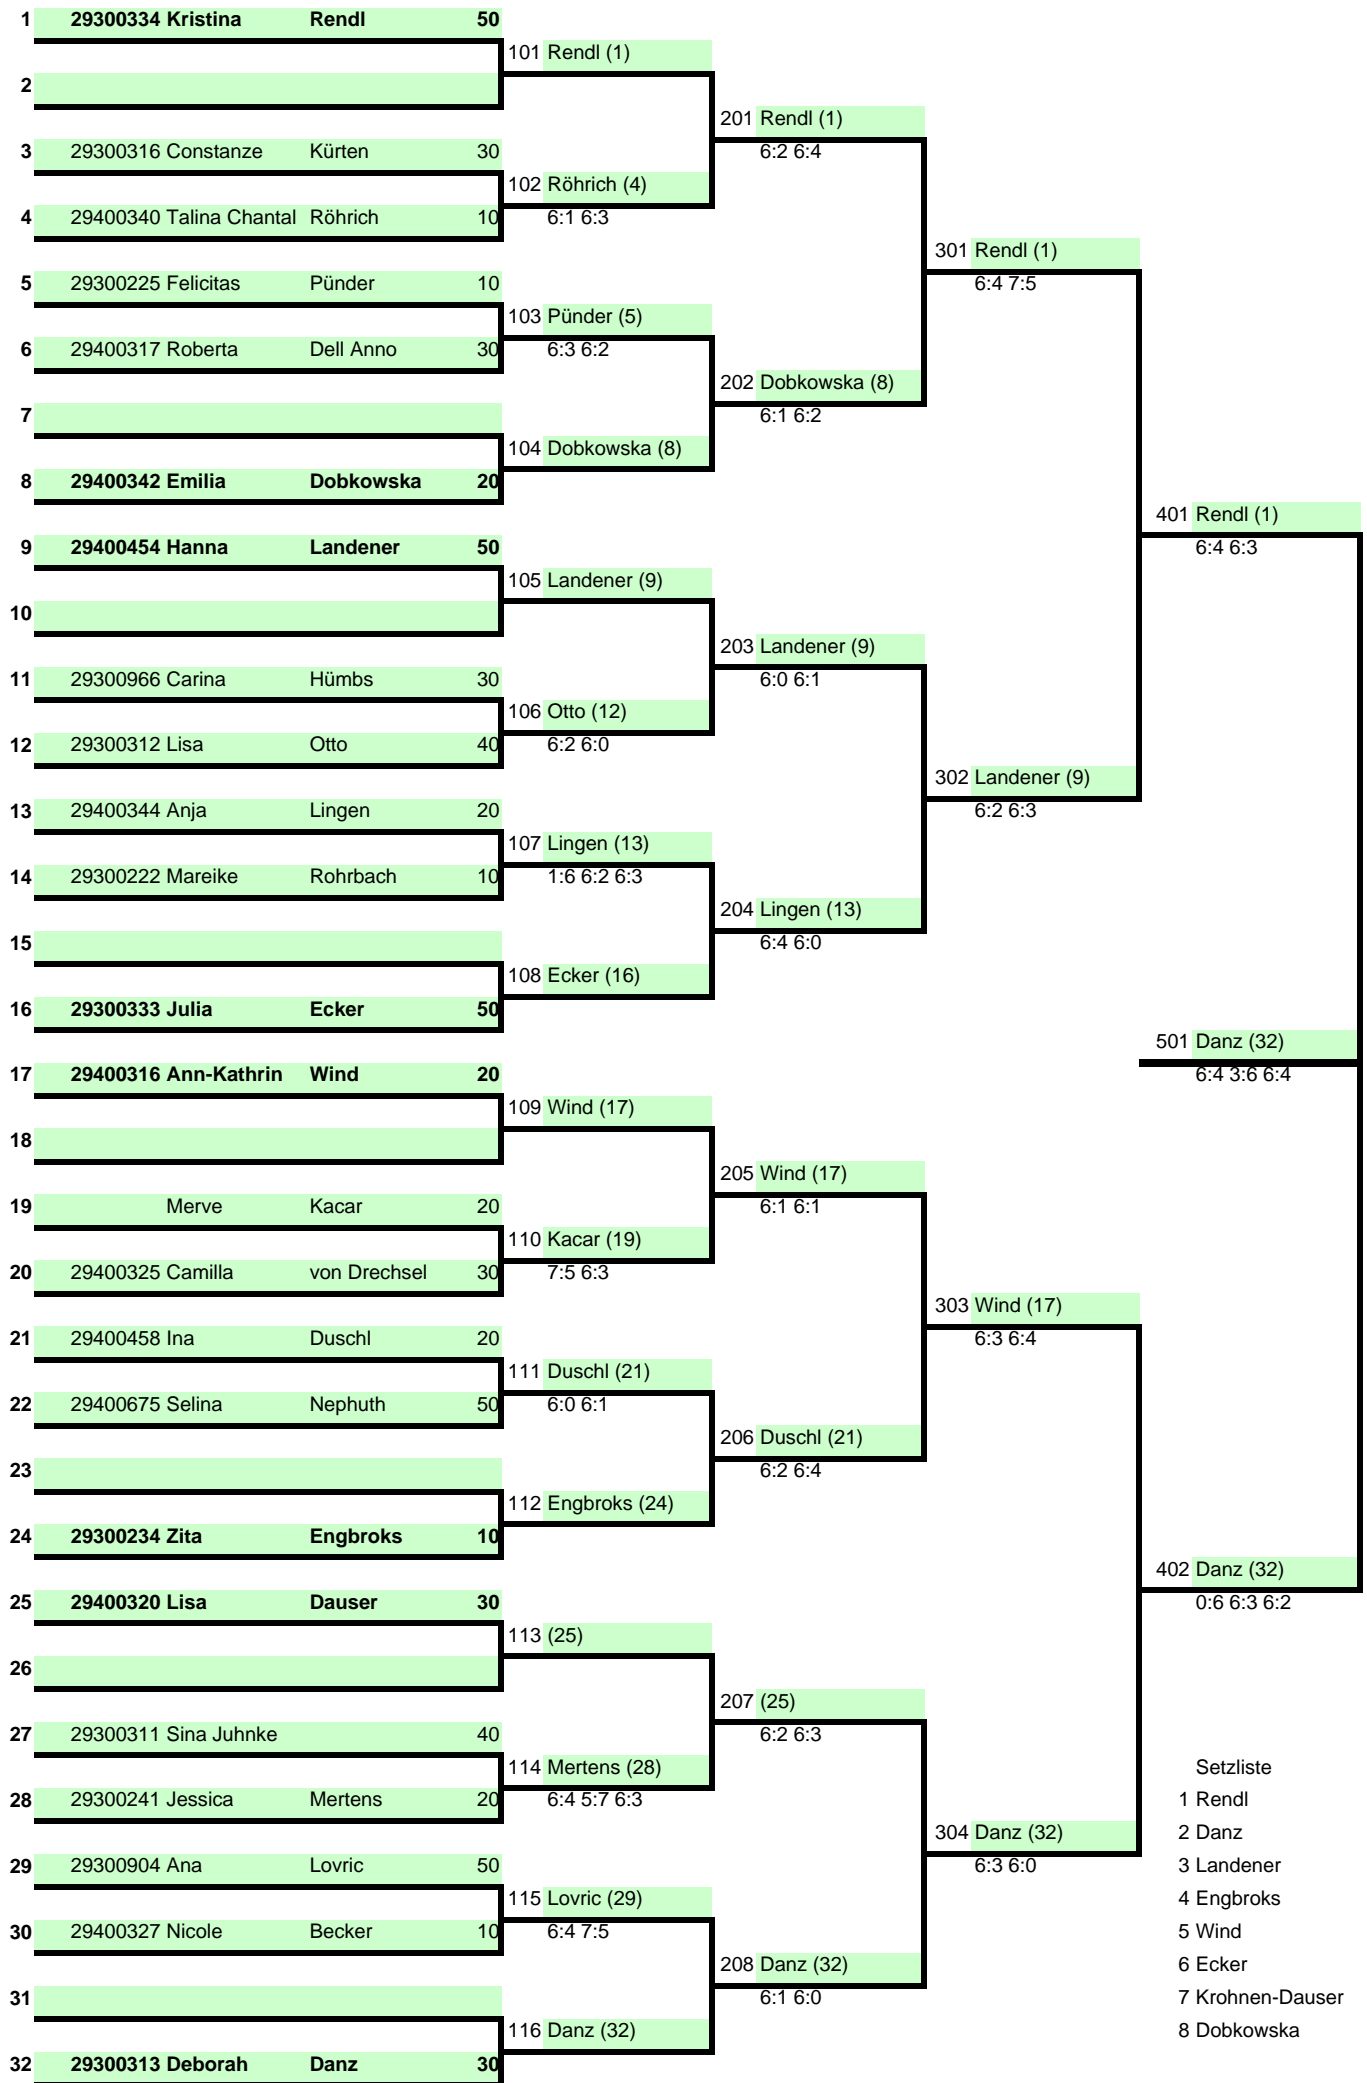 1 29300334 Kristina Rendl 50
101 Rendl (1)
2
201 Rendl (1)
3 29300316 Constanze Kürten 30
6:2 6:4
102 Röhrich (4)
4 29400340 Talina Chantal Röhrich 10
6:1 6:3
301 Rendl (1)
5 29300225 Felicitas Pünder 10
6:4 7:5
103 Pünder (5)
6 29400317 Roberta Dell Anno 30
6:3 6:2
202 Dobkowska (8)
7
6:1 6:2
104 Dobkowska (8)
8 29400342 Emilia Dobkowska 20
401 Rendl (1)
9 29400454 Hanna Landener 50
6:4 6:3
105 Landener (9)
10
203 Landener (9)
11 29300966 Carina Hümbs 30
6:0 6:1
106 Otto (12)
12 29300312 Lisa Otto 40
6:2 6:0
302 Landener (9)
13 29400344 Anja Lingen 20
6:2 6:3
107 Lingen (13)
14 29300222 Mareike Rohrbach 10
1:6 6:2 6:3
204 Lingen (13)
15
6:4 6:0
108 Ecker (16)
16 29300333 Julia Ecker 50
501 Danz (32)
17 29400316 Ann-Kathrin Wind 20
6:4 3:6 6:4
109 Wind (17)
18
205 Wind (17)
19 Merve Kacar 20
6:1 6:1
110 Kacar (19)
20 29400325 Camilla von Drechsel 30
7:5 6:3
303 Wind (17)
21 29400458 Ina Duschl 20
6:3 6:4
111 Duschl (21)
22 29400675 Selina Nephuth 50
6:0 6:1
206 Duschl (21)
23
6:2 6:4
112 Engbroks (24)
24 29300234 Zita Engbroks 10
402 Danz (32)
25 29400320 Lisa Dauser 30
0:6 6:3 6:2
113 (25)
26
207 (25)
27 29300311 Sina Juhnke 40
6:2 6:3
114 Mertens (28)
Setzliste
28 29300241 Jessica Mertens 20
6:4 5:7 6:3
1 Rendl
304 Danz (32)
2 Danz
29 29300904 Ana Lovric 50
6:3 6:0
3 Landener
115 Lovric (29)
4 Engbroks
30 29400327 Nicole Becker 10
6:4 7:5
5 Wind
208 Danz (32)
6 Ecker
31
6:1 6:0
7 Krohnen-Dauser
116 Danz (32)
8 Dobkowska
32 29300313 Deborah Danz 30